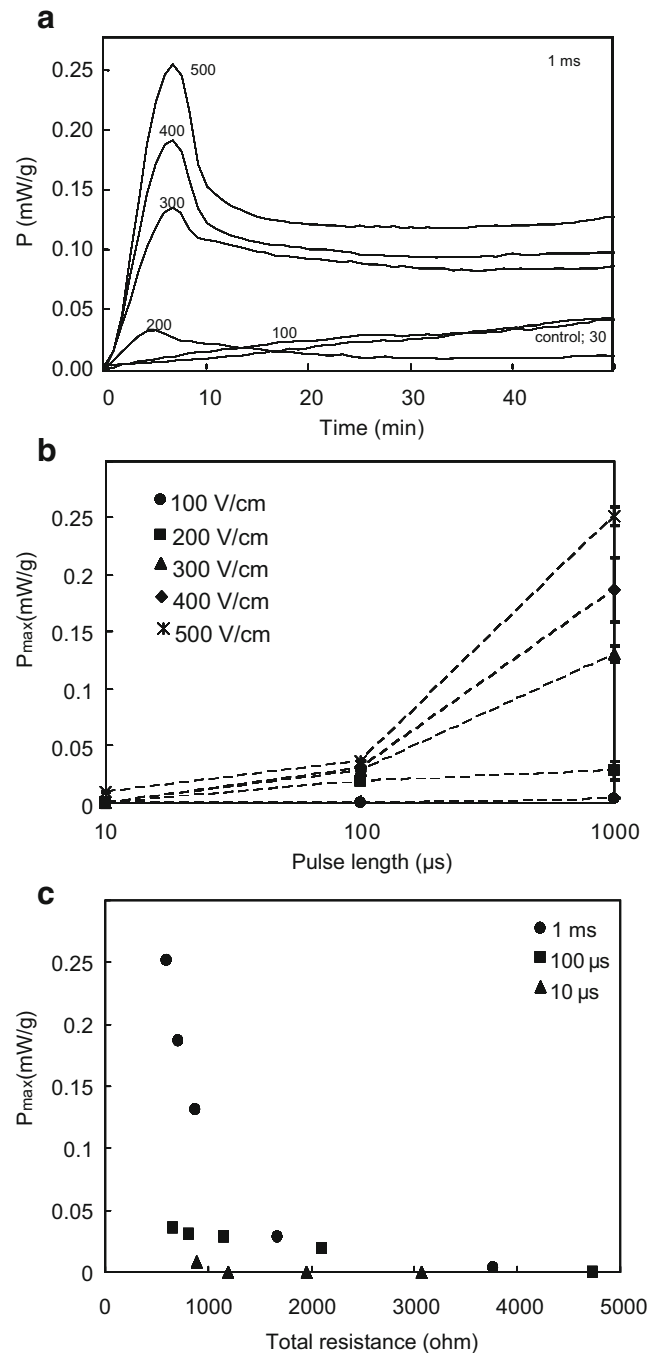 a
0.25
0.20
0.15
0.10
0.05
0.00
P (mW/g)
500
400
300
200
100
control; 30
1 ms
0 10 20 30 40
Time (min)
b
0.25
0.2
0.15
0.1
0.05
0
Pmax(mW/g)
100 V/cm
200 V/cm
300 V/cm
400 V/cm
500 V/cm
10 100 1000
Pulse length (µs)
c
0.25
0.2
0.15
0.1
0.05
0
Pmax(mW/g)
1 ms
100 µs
10 µs
0 1000 2000 3000 4000 5000
Total resistance (ohm)